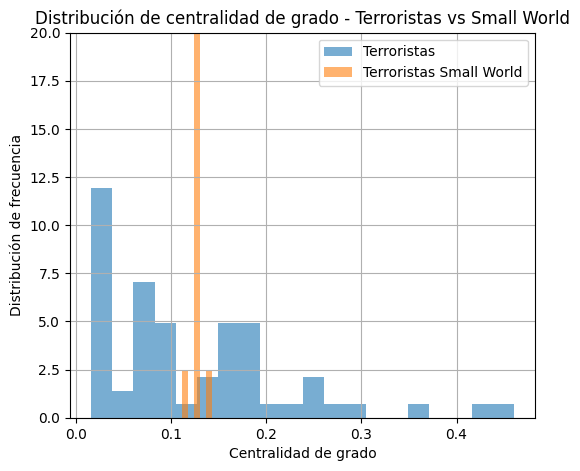 Distribución de centralidad de grado - Terroristas vs Small World
Terroristas
Terroristas Small World
Distribución de frecuencia
20.0
17.5
15.0
12.5
10.0
7.5
5.0
2.5
0.0
0.0 0.1 0.2 0.3 0.4
Centralidad de grado